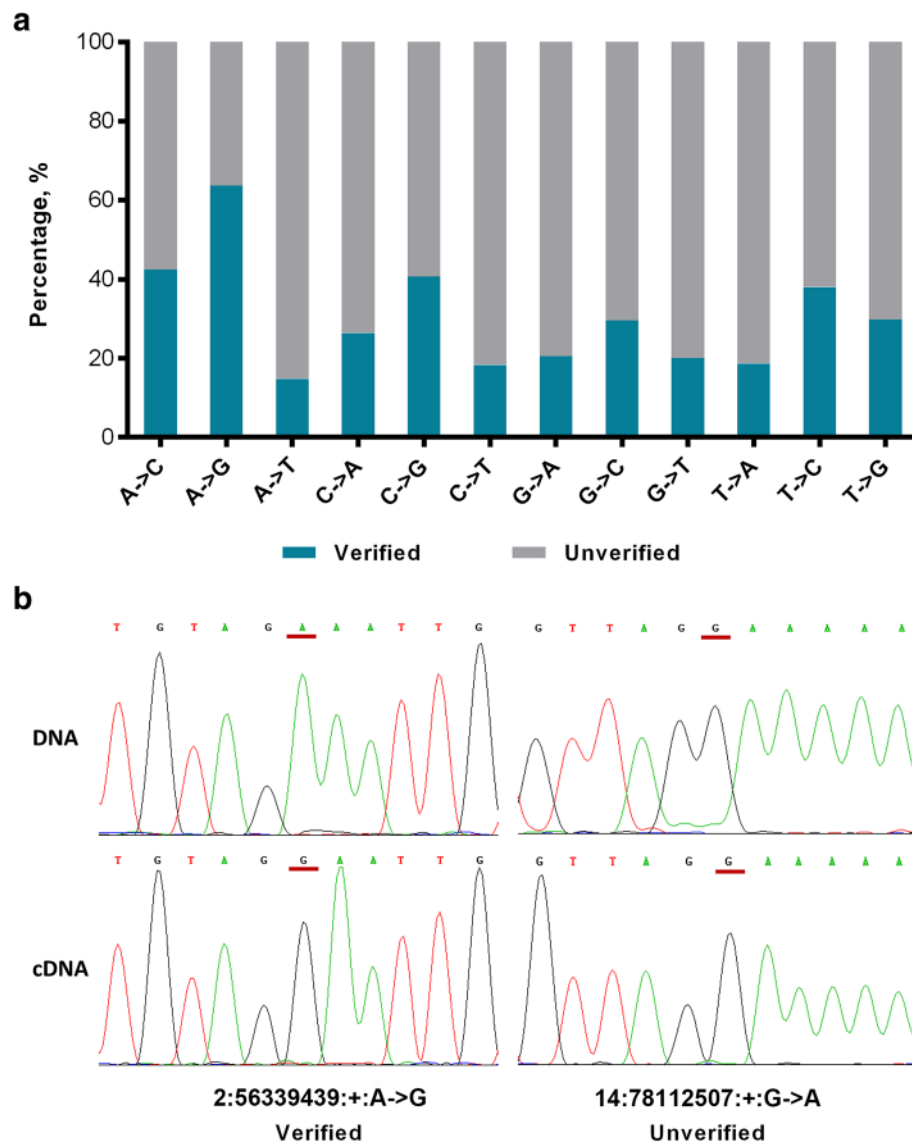 a
Percentage, %
100
80
60
40
20
0
A->C A->G A->T C->A C->G C->T G->A G->C G->T T->A T->C T->G
Verified Unverified
b
T G T A G A A A T T G G T T A G G A A A A A
DNA
T G T A G G A A T T G G T T A G G A A A A A
cDNA
2:56339439:+:A->G 14:78112507:+:G->A
Verified Unverified